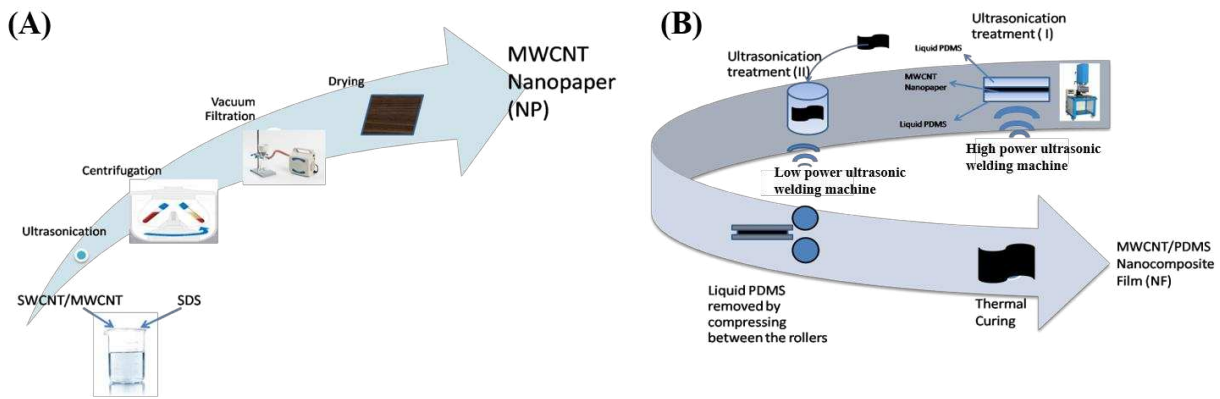 (A)
MWCNT
Nanopaper
(NP)
Drying
Vacuum
Filtration
Centrifugation
Ultrasonication
SWCNT/MWCNT
SDS
(B)
Ultrasonication
treatment ( I)
Liquid PDMS
MWCNT
Nanopaper
Liquid PDMS
High power ultrasonic
welding machine
Ultrasonication
treatment (II)
Low power ultrasonic
welding machine
Liquid PDMS
removed by
compressing
between the rollers
Thermal
Curing
MWCNT/PDMS
Nanocomposite
Film (NF)